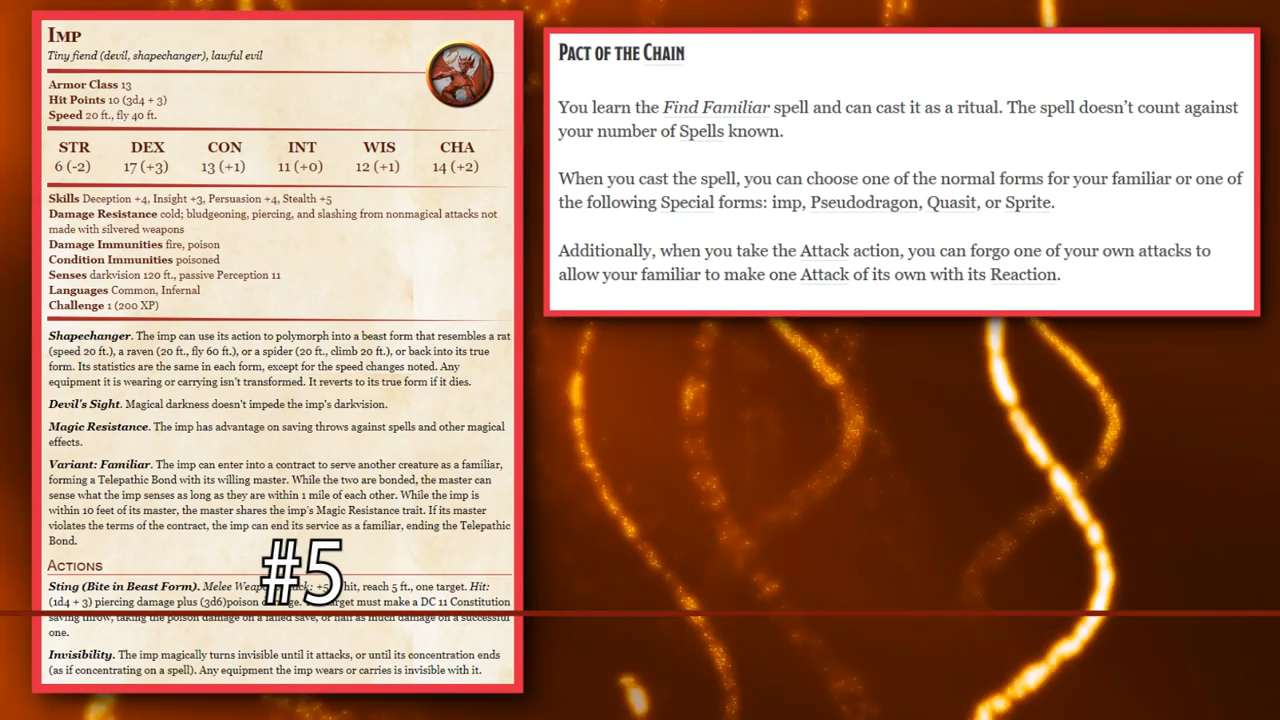 IMP
Tiny fiend (devil, shapechanger), lawful evil
Armor Class 13
Hit Points 10 (3d4 + 3)
Speed 20 ft., fly 40 ft.
STR DEX CON INT WIS CHA
6 (-2) 17 (+3) 13 (+1) 11 (+0) 12 (+1) 14 (+2)
Skills Deception +4, Insight +3, Persuasion +4, Stealth +5
Damage Resistance cold; bludgeoning, piercing, and slashing from nonmagical attacks not
made with silvered weapons
Damage Immunities fire, poison
Condition Immunities poisoned
Senses darkvision 120 ft., passive Perception 11
Languages Common, Infernal
Challenge 1 (200 XP)
Shapechanger. The imp can use its action to polymorph into a beast form that resembles a rat
(speed 20 ft.), a raven (20 ft., fly 60 ft.), or a spider (20 ft., climb 20 ft.), or back into its true
form. Its statistics are the same in each form, except for the speed changes noted. Any
equipment it is wearing or carrying isn't transformed. It reverts to its true form if it dies.
Devil's Sight. Magical darkness doesn't impede the imp's darkvision.
Magic Resistance. The imp has advantage on saving throws against spells and other magical
effects.
Variant: Familiar. The imp can enter into a contract to serve another creature as a familiar,
forming a Telepathic Bond with its willing master. While the two are bonded, the master can
sense what the imp senses as long as they are within 1 mile of each other. While the imp is
within 10 feet of its master, the master shares the imp's Magic Resistance trait. If its master
violates the terms of the contract, the imp can end its service as a familiar, ending the Telepathic
Bond.
ACTIONS
#5
Sting (Bite in Beast Form). Melee +5 hit, reach 5 ft., one target. Hit:
(1d4 + 3) piercing damage plus (3d6)poison target must make a DC 11 Constitution
saving throw, taking the poison damage on a failed save, or half as much damage on a successful
one.
Invisibility. The imp magically turns invisible until it attacks, or until its concentration ends
(as if concentrating on a spell). Any equipment the imp wears or carries is invisible with it.
PACT OF THE CHAIN
You learn the Find Familiar spell and can cast it as a ritual. The spell doesn't count against
your number of Spells known.
When you cast the spell, you can choose one of the normal forms for your familiar or one of
the following Special forms: imp, Pseudodragon, Quasit, or Sprite.
Additionally, when you take the Attack action, you can forgo one of your own attacks to
allow your familiar to make one Attack of its own with its Reaction.